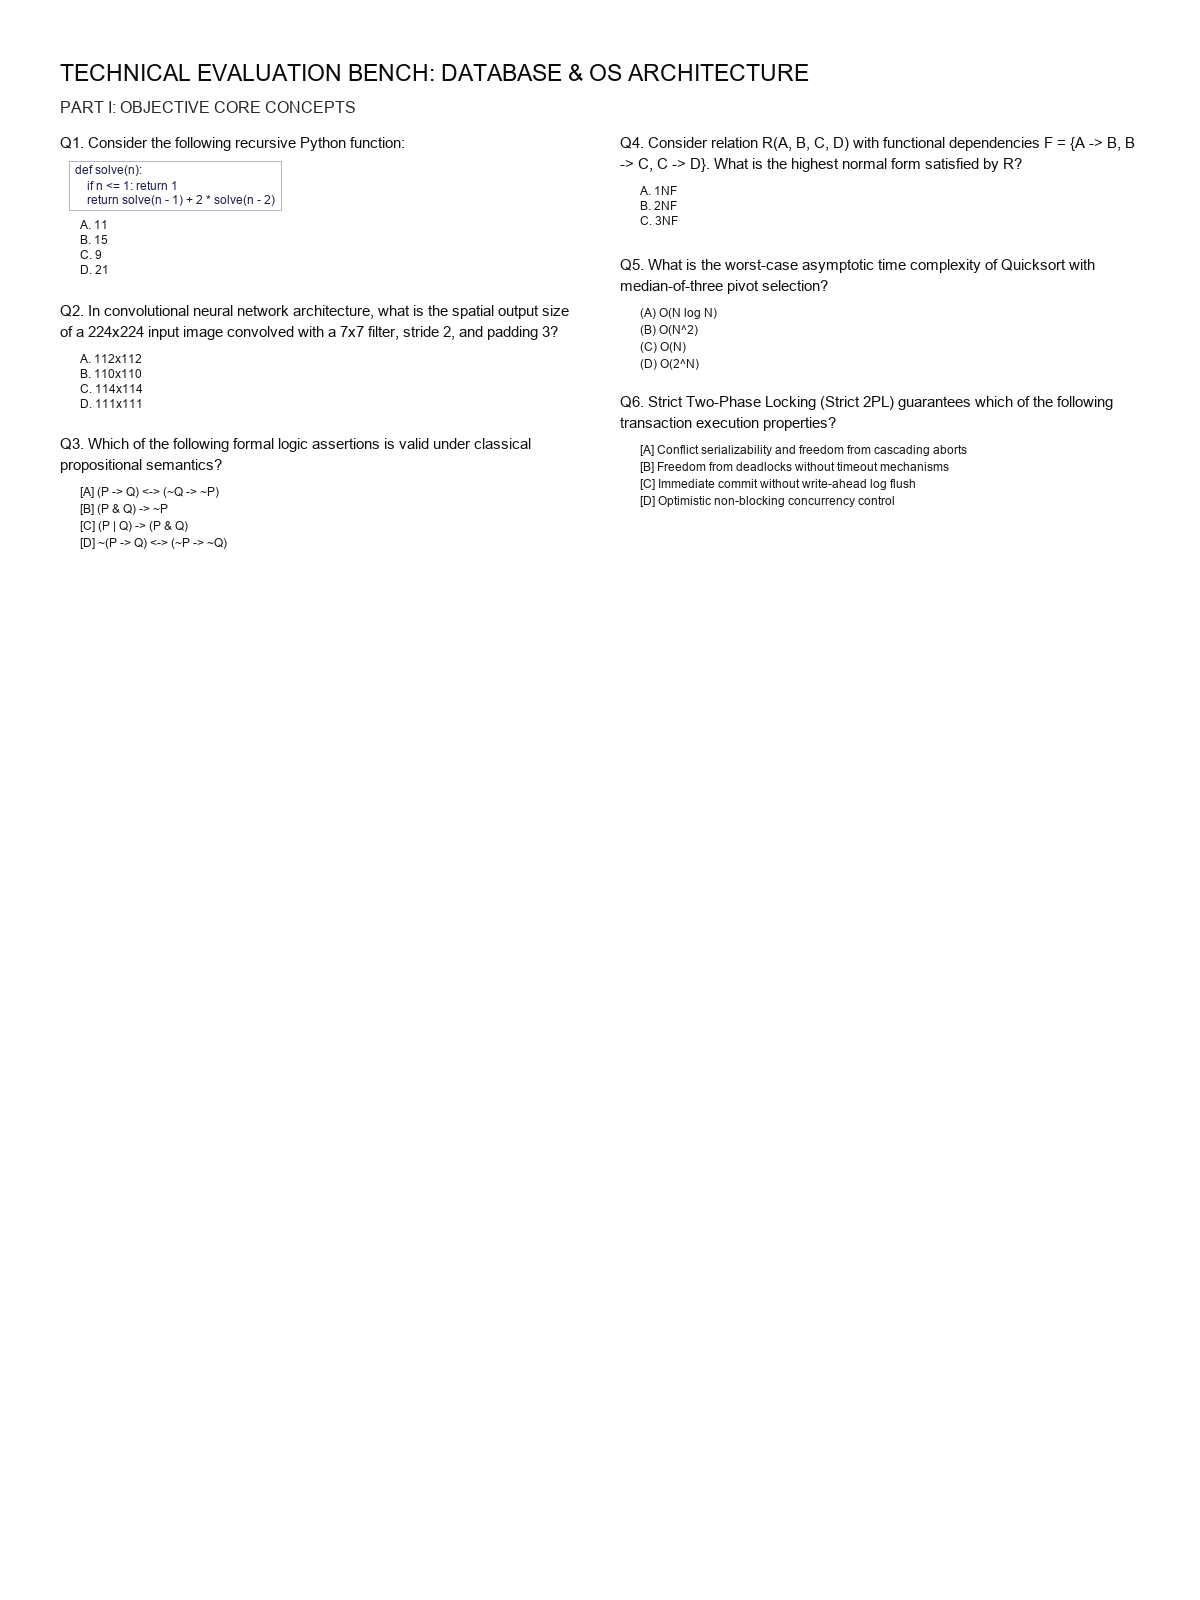 TECHNICAL EVALUATION BENCH: DATABASE & OS ARCHITECTURE
PART I: OBJECTIVE CORE CONCEPTS
Q1. Consider the following recursive Python function:
def solve(n):
    if n <= 1: return 1
    return solve(n - 1) + 2 * solve(n - 2)
A. 11
B. 15
C. 9
D. 21
Q2. In convolutional neural network architecture, what is the spatial output size
of a 224x224 input image convolved with a 7x7 filter, stride 2, and padding 3?
A. 112x112
B. 110x110
C. 114x114
D. 111x111
Q3. Which of the following formal logic assertions is valid under classical
propositional semantics?
[A] (P -> Q) <-> (~Q -> ~P)
[B] (P & Q) -> ~P
[C] (P | Q) -> (P & Q)
[D] ~(P -> Q) <-> (~P -> ~Q)
Q4. Consider relation R(A, B, C, D) with functional dependencies F = {A -> B, B
-> C, C -> D}. What is the highest normal form satisfied by R?
A. 1NF
B. 2NF
C. 3NF
Q5. What is the worst-case asymptotic time complexity of Quicksort with
median-of-three pivot selection?
(A) O(N log N)
(B) O(N^2)
(C) O(N)
(D) O(2^N)
Q6. Strict Two-Phase Locking (Strict 2PL) guarantees which of the following
transaction execution properties?
[A] Conflict serializability and freedom from cascading aborts
[B] Freedom from deadlocks without timeout mechanisms
[C] Immediate commit without write-ahead log flush
[D] Optimistic non-blocking concurrency control